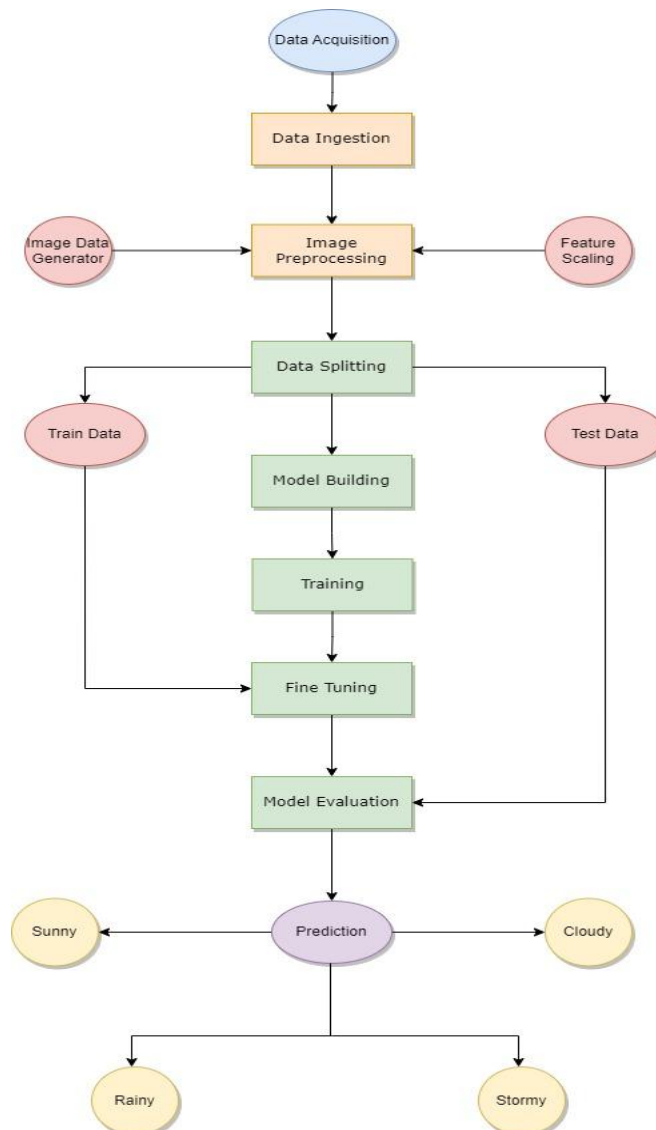 Data Acquisition
Data Ingestion
Image Data
Generator
Image
Preprocessing
Feature
Scaling
Data Splitting
Train Data
Test Data
Model Building
Training
Fine Tuning
Model Evaluation
Sunny
Prediction
Cloudy
Rainy
Stormy